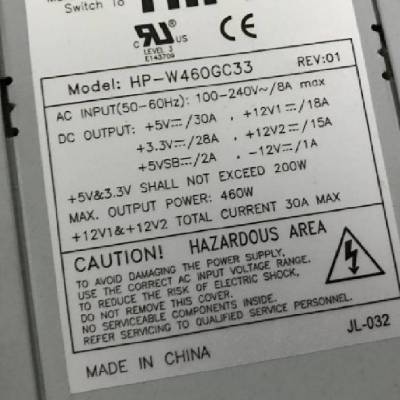 Switch To
C US
LEVEL 3
E143709
Model: HP-W460GC33 REV:01
AC INPUT(50-60Hz): 100-240V~/8A max
DC OUTPUT: +5V⎓/30A, +12V1⎓/18A
+3.3V⎓/28A, +12V2⎓/15A
+5VSB⎓/2A, -12V⎓/1A
+5V&3.3V SHALL NOT EXCEED 200W
MAX. OUTPUT POWER: 460W
+12V1&+12V2 TOTAL CURRENT 30A MAX
CAUTION! HAZARDOUS AREA
TO AVOID DAMAGING THE POWER SUPPLY,
USE THE CORRECT AC INPUT VOLTAGE RANGE.
TO REDUCE THE RISK OF ELECTRIC SHOCK,
DO NOT REMOVE THIS COVER.
NO SERVICEABLE COMPONENTS INSIDE.
REFER SERVICING TO QUALIFIED SERVICE PERSONNEL.
JL-032
MADE IN CHINA